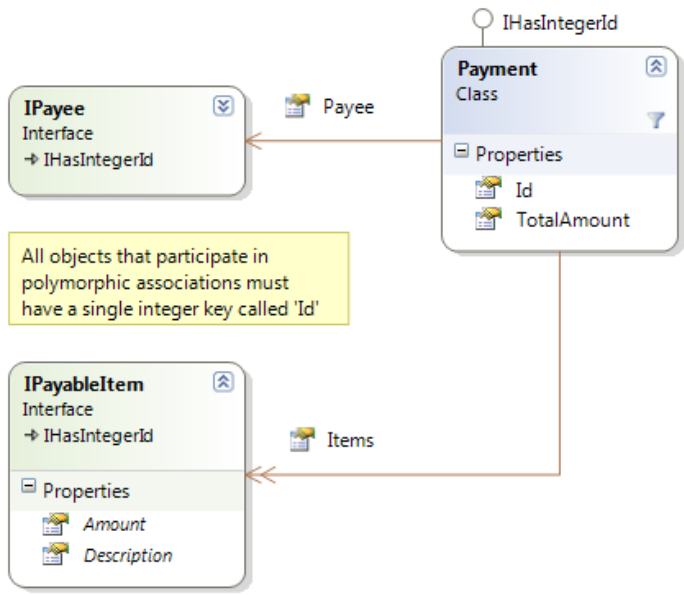 IHasIntegerId
Payment
Class
Properties
Id
TotalAmount
Payee
IPayee
Interface
IHasIntegerId
All objects that participate in
polymorphic associations must
have a single integer key called 'Id'
IPayableItem
Interface
IHasIntegerId
Properties
Amount
Description
Items